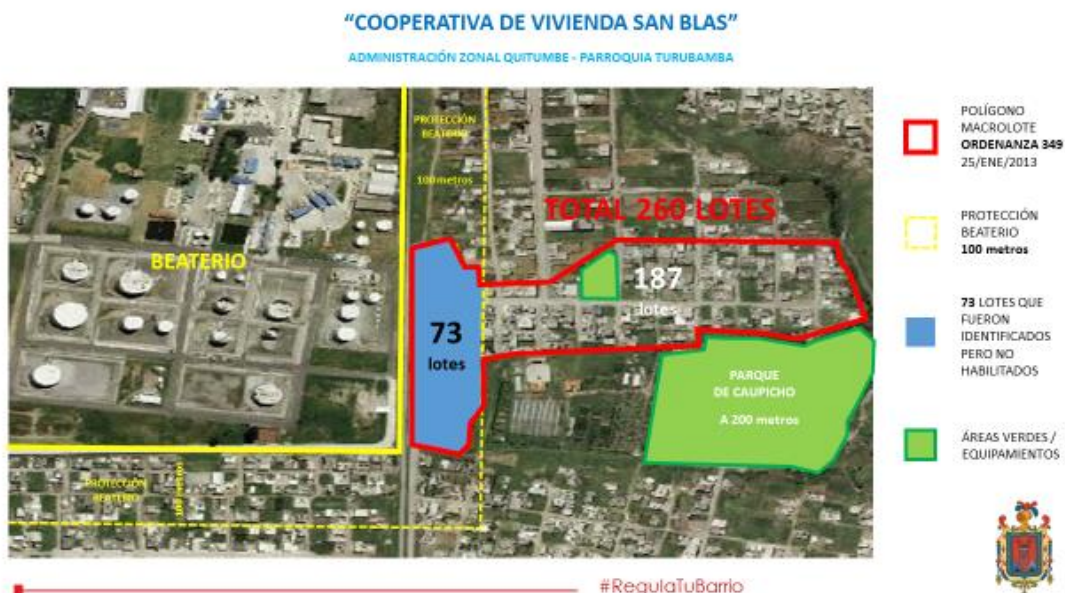 “COOPERATIVA DE VIVIENDA SAN BLAS”
ADMINISTRACIÓN ZONAL QUITUMBE - PARROQUIA TURUBAMBA
PROTECCIÓN
BEATERIO
100 metros
TOTAL 260 LOTES
BEATERIO
187
lotes
73
lotes
PARQUE
DE CAUPICHO
A 200 metros
PROTECCIÓN
BEATERIO
100 metros
POLÍGONO
MACROLOTE
ORDENANZA 349
25/ENE/2013
PROTECCIÓN
BEATERIO
100 metros
73 LOTES QUE
FUERON
IDENTIFICADOS
PERO NO
HABILITADOS
ÁREAS VERDES /
EQUIPAMIENTOS
#RegulaTuBarrio